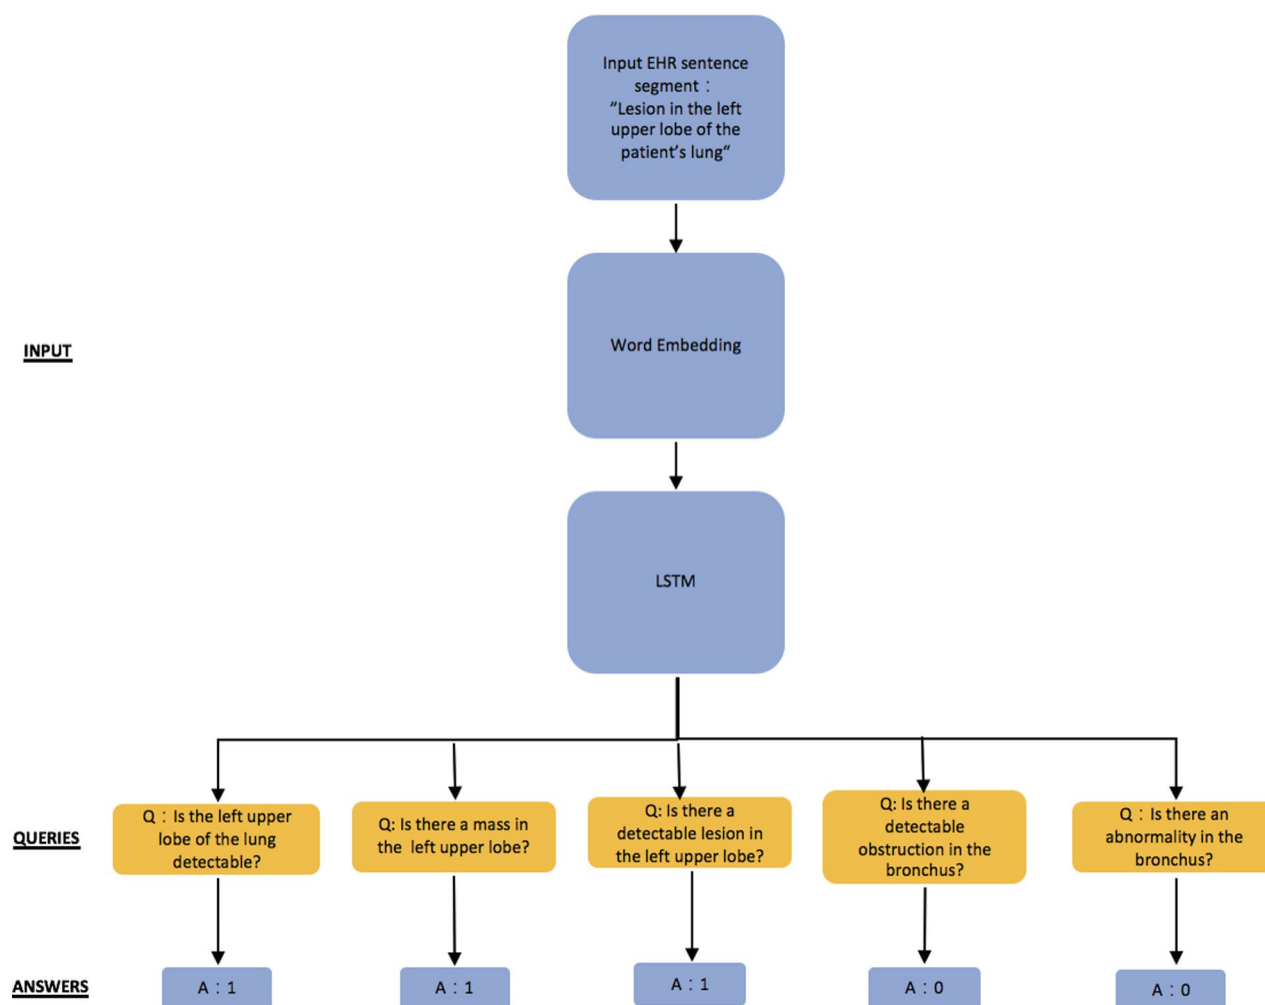 Input EHR sentence
segment：
”Lesion in the left
upper lobe of the
patient’s lung“
INPUT
Word Embedding
LSTM
QUERIES
Q：Is the left upper
lobe of the lung
detectable?
Q: Is there a mass in
the left upper lobe?
Q: Is there a
detectable lesion in
the left upper lobe?
Q: Is there a
detectable
obstruction in the
bronchus?
Q：Is there an
abnormality in the
bronchus?
ANSWERS
A：1
A：1
A：1
A：0
A：0